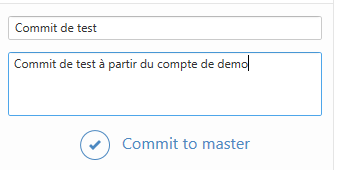 Commit de test
Commit de test à partir du compte de demo
Commit to master